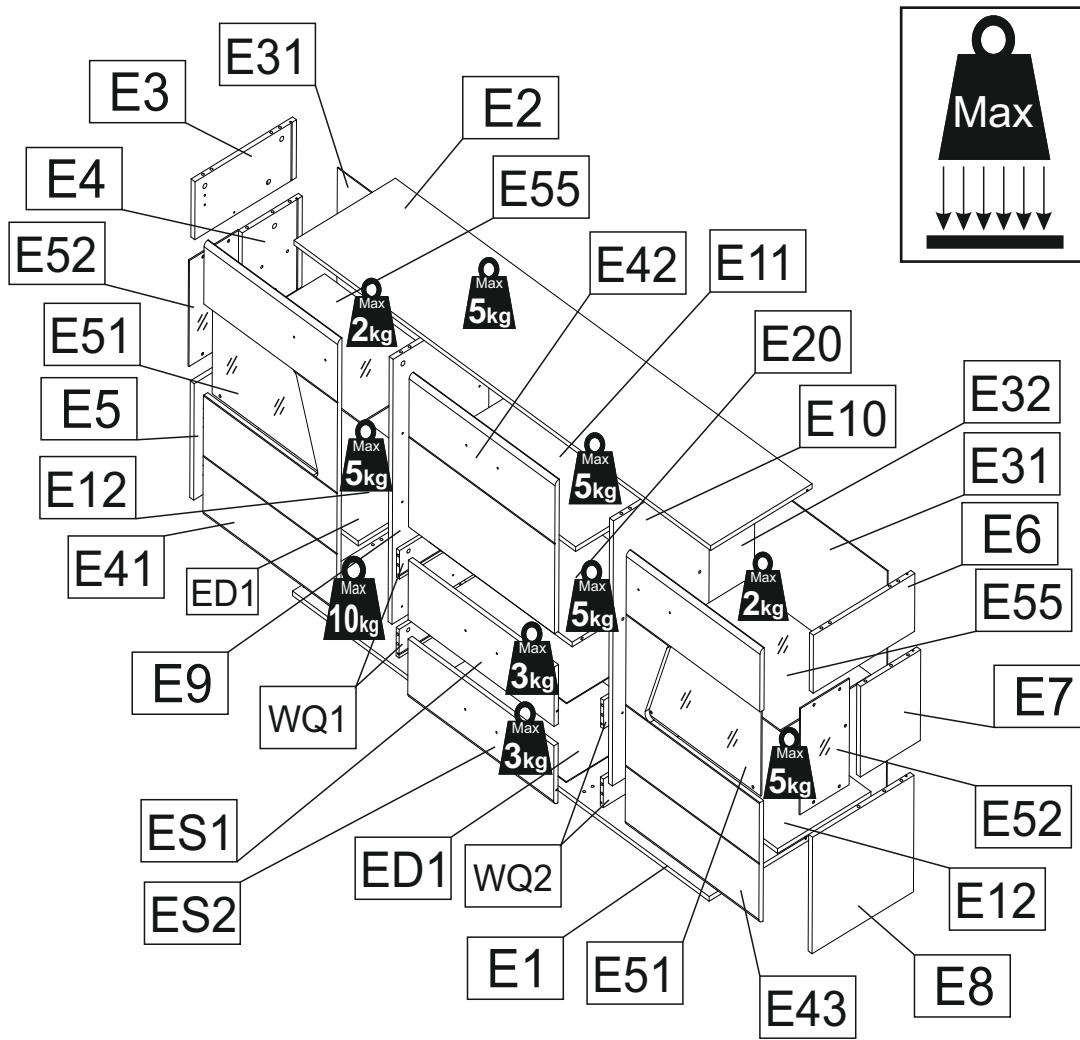 E31
E3
E2
Max
E4
E55
E52
E42
E11
Max
5kg
Max
2kg
E51
E20
E5
E32
E10
Max
5kg
Max
5kg
E31
E12
E6
E41
ED1
Max
10kg
Max
5kg
Max
2kg
E55
E9
WQ1
Max
3kg
E7
Max
3kg
Max
5kg
ES1
E52
ED1
WQ2
ES2
E12
E1
E51
E43
E8